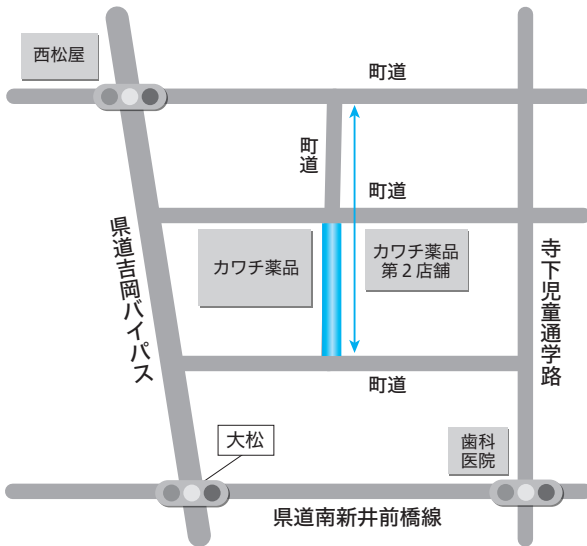 西松屋
町道
町道
町道
県道吉岡バイパス
カワチ薬品
カワチ薬品
第2店舗
寺下児童通学路
町道
大松
歯科
医院
県道南新井前橋線